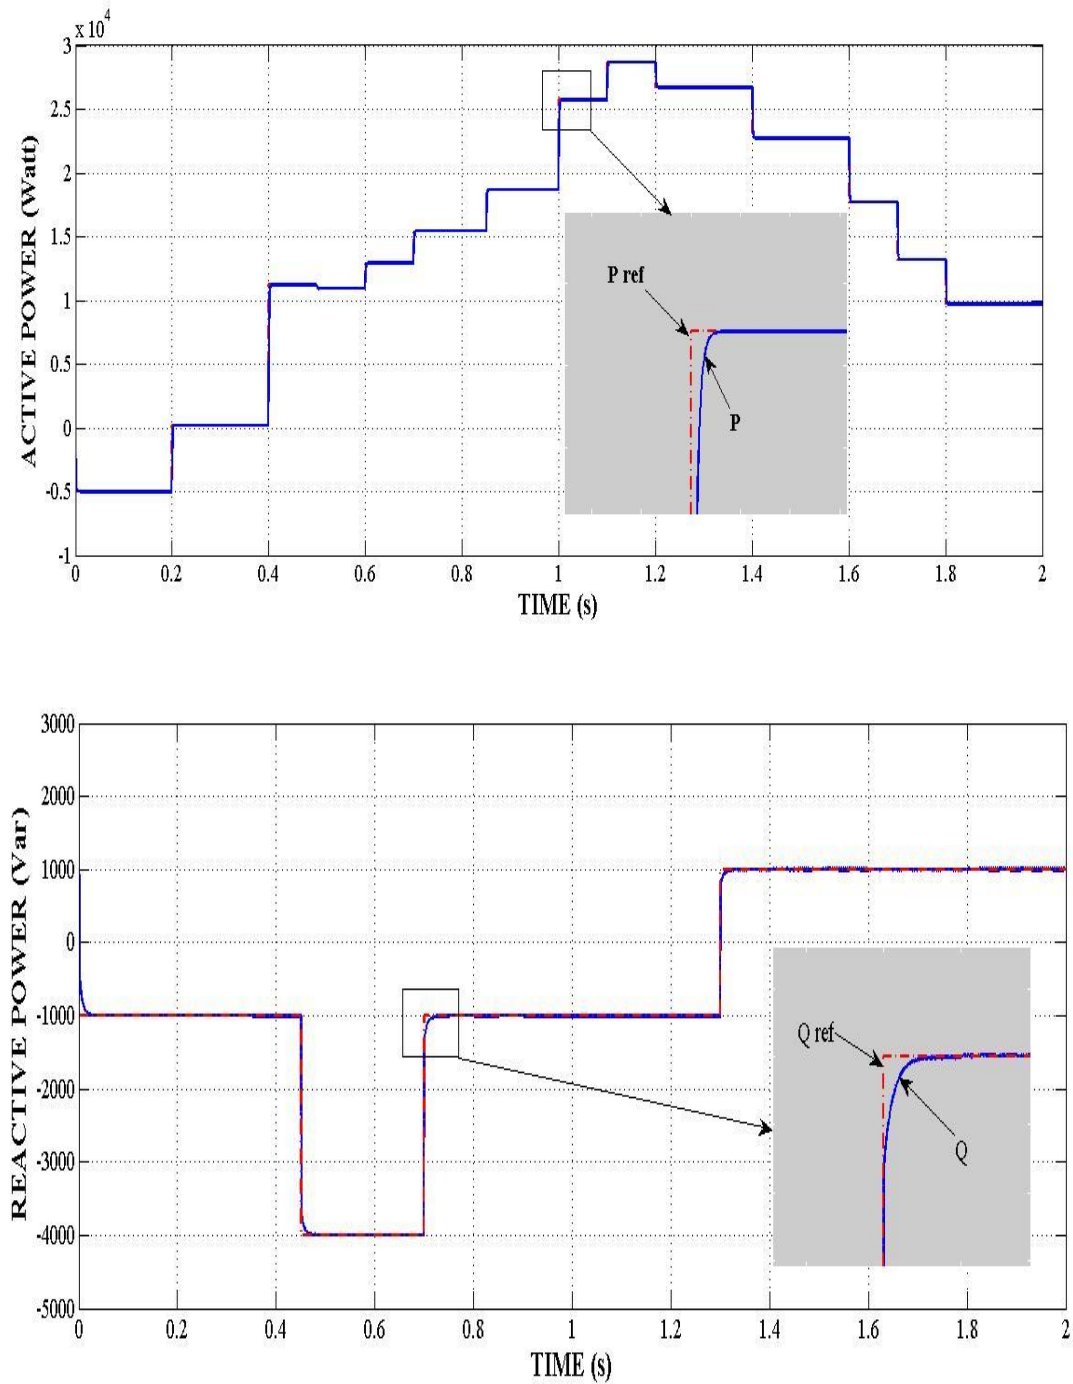 x 10^4
3
2.5
2
1.5
1
0.5
0
-0.5
-1
ACTIVE POWER (Watt)
P ref
P
0 0.2 0.4 0.6 0.8 1 1.2 1.4 1.6 1.8 2
TIME (s)
3000
2000
1000
0
-1000
-2000
-3000
-4000
-5000
REACTIVE POWER (Var)
Q ref
Q
0 0.2 0.4 0.6 0.8 1 1.2 1.4 1.6 1.8 2
TIME (s)